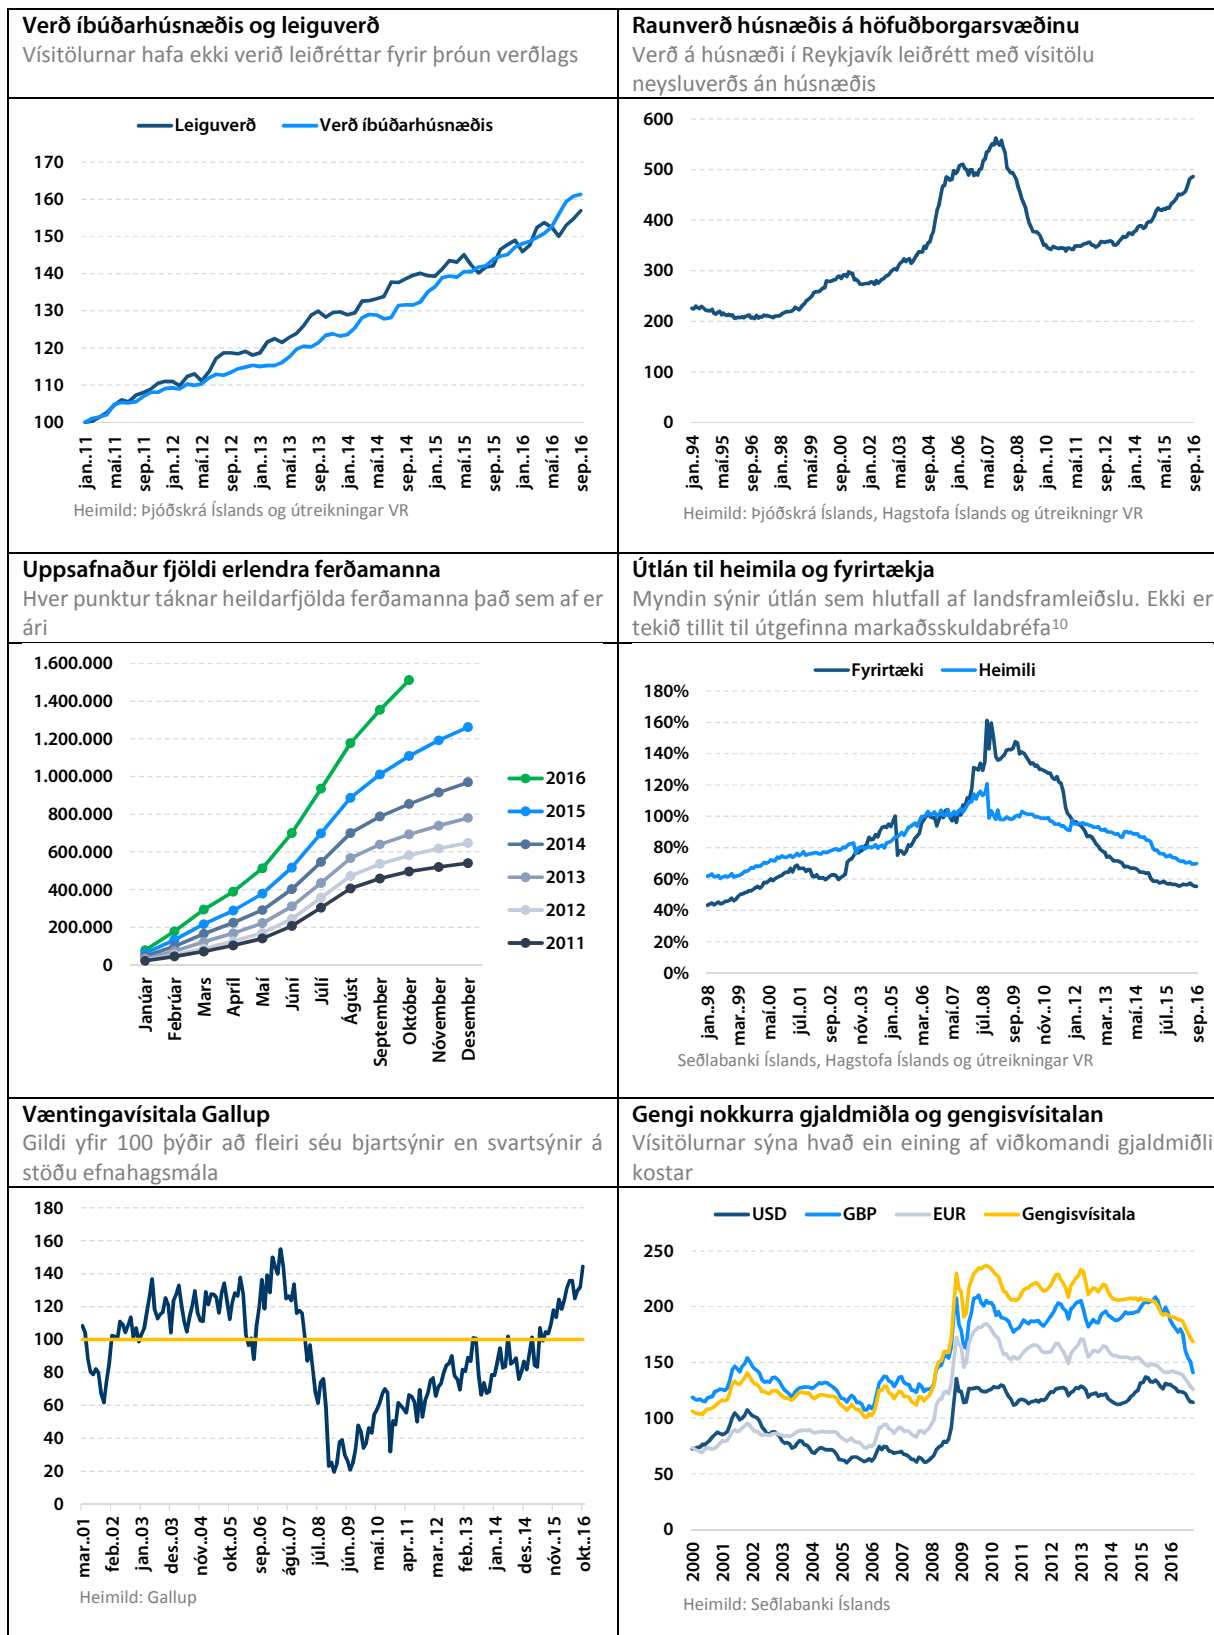 Verð íbúðarhúsnæðis og leiguverð
Vísitölurnar hafa ekki verið leiðréttar fyrir þróun verðlags
Leiguverð
Verð íbúðarhúsnæðis
170
160
150
140
130
120
110
100
jan..11
maí.11
sep..11
jan..12
maí.12
sep..12
jan..13
maí.13
sep..13
jan..14
maí.14
sep..14
jan..15
maí.15
sep..15
jan..16
maí.16
sep..16
Heimild: Þjóðskrá Íslands og útreikningar VR
Raunverð húsnæðis á höfuðborgarsvæðinu
Verð á húsnæði í Reykjavík leiðrétt með vísitölu
neysluverðs án húsnæðis
600
500
400
300
200
100
0
jan..94
maí.95
sep..96
jan..98
maí.99
sep..00
jan..02
maí.03
sep..04
jan..06
maí.07
sep..08
jan..10
maí.11
sep..12
jan..14
maí.15
sep..16
Heimild: Þjóðskrá Íslands, Hagstofa Íslands og útreikningr VR
Uppsafnaður fjöldi erlendra ferðamanna
Hver punktur táknar heildarfjölda ferðamanna það sem af er
ári
1.600.000
1.400.000
1.200.000
1.000.000
800.000
600.000
400.000
200.000
0
Janúar
Febrúar
Mars
Apríl
Maí
Júní
Júlí
Ágúst
September
Október
Nóvember
Desember
2016
2015
2014
2013
2012
2011
Útlán til heimila og fyrirtækja
Myndin sýnir útlán sem hlutfall af landsframleiðslu. Ekki er
tekið tillit til útgefinna markaðsskuldabréfa¹⁰
Fyrirtæki
Heimili
180%
160%
140%
120%
100%
80%
60%
40%
20%
0%
jan..98
mar..99
maí.00
júl..01
sep..02
nóv..03
jan..05
mar..06
maí.07
júl..08
sep..09
nóv..10
jan..12
mar..13
maí.14
júl..15
sep..16
Seðlabanki Íslands, Hagstofa Íslands og útreikningar VR
Væntingavísitala Gallup
Gildi yfir 100 þýðir að fleiri séu bjartsýnir en svartsýnir á
stöðu efnahagsmála
180
160
140
120
100
80
60
40
20
0
mar..01
feb..02
jan..03
des..03
nóv..04
okt..05
sep..06
ágú..07
júl..08
jún..09
maí.10
apr..11
mar..12
feb..13
jan..14
des..14
nóv..15
okt..16
Heimild: Gallup
Gengi nokkurra gjaldmiðla og gengisvísitalan
Vísitölurnar sýna hvað ein eining af viðkomandi gjaldmiðli
kostar
USD
GBP
EUR
Gengisvísitala
250
200
150
100
50
0
2000
2001
2002
2003
2004
2005
2006
2007
2008
2009
2010
2011
2012
2013
2014
2015
2016
Heimild: Seðlabanki Íslands